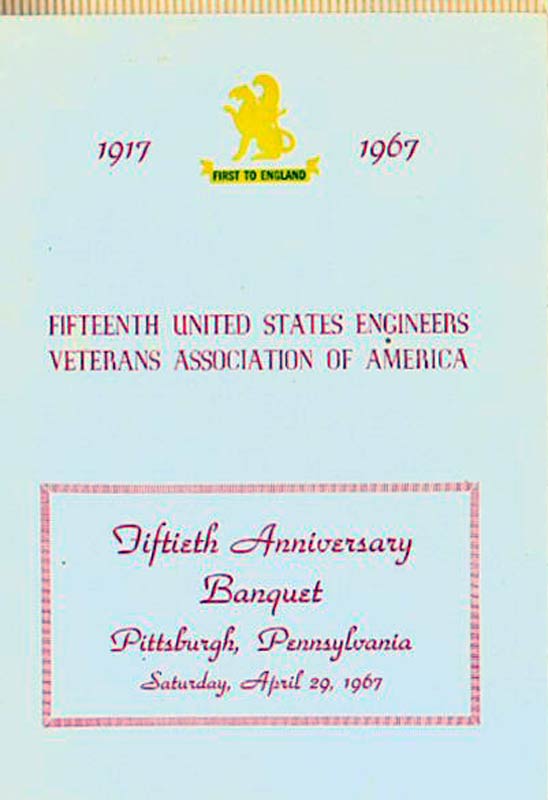 1917 1967
FIRST TO ENGLAND
FIFTEENTH UNITED STATES ENGINEERS
VETERANS ASSOCIATION OF AMERICA
Fiftieth Anniversary
Banquet
Pittsburgh, Pennsylvania
Saturday, April 29, 1967